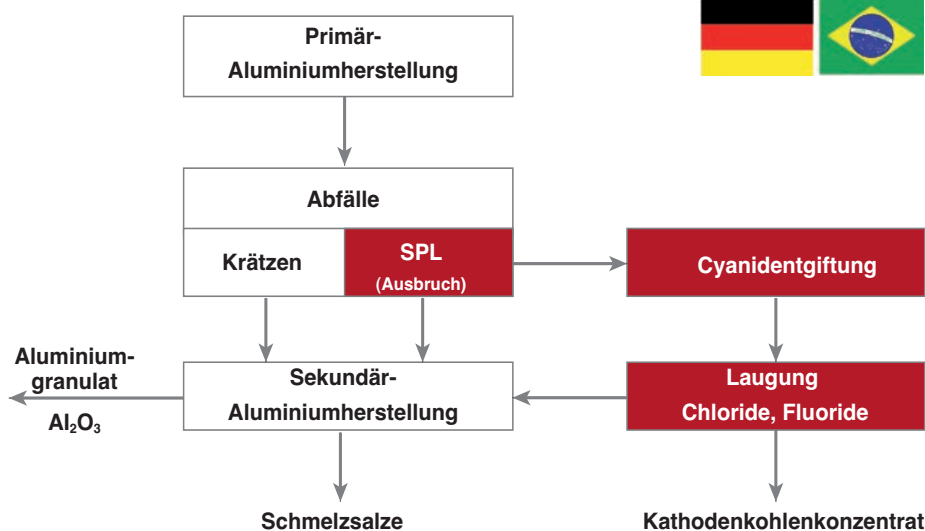 Primär-
Aluminiumherstellung
Abfälle
Krätzen
SPL
(Ausbruch)
Cyanidentgiftung
Aluminium-
granulat
Al₂O₃
Sekundär-
Aluminiumherstellung
Laugung
Chloride, Fluoride
Schmelzsalze
Kathodenkohlenkonzentrat